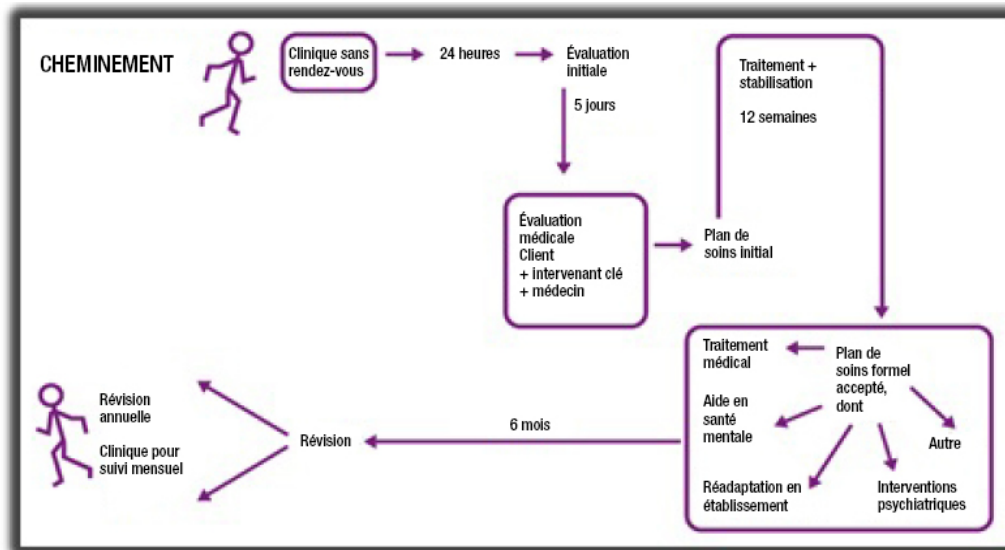 CHEMINEMENT
Clinique sans
rendez-vous
24 heures
Évaluation
initiale
5 jours
Évaluation
médicale
Client
+ intervenant clé
+ médecin
Plan de
soins initial
Traitement +
stabilisation
12 semaines
Plan de
soins formel
accepté,
dont
Traitement
médical
Aide en
santé
mentale
Réadaptation en
établissement
Interventions
psychiatriques
Autre
6 mois
Révision
Révision
annuelle
Clinique pour
suivi mensuel